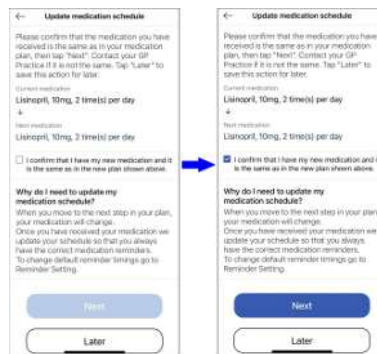 ← Update medication schedule
Please confirm that the medication you have
received is the same as in your medication
plan, then tap "Next". Contact your GP
Practice if it is not the same. Tap "Later" to
save this action for later.
Current medication
Lisinopril, 10mg, 2 time(s) per day
↓
Next medication
Lisinopril, 10mg, 2 time(s) per day
I confirm that I have my new medication and it
is the same as in the new plan shown above.
Why do I need to update my
medication schedule?
When you move to the next step in your plan,
your medication will change.
Once you have received your medication we
update your schedule so that you always
have the correct medication reminders.
To change default reminder timings go to
Reminder Setting.
Next
Later
← Update medication schedule
Please confirm that the medication you have
received is the same as in your medication
plan, then tap "Next". Contact your GP
Practice if it is not the same. Tap "Later" to
save this action for later.
Current medication
Lisinopril, 10mg, 2 time(s) per day
↓
Next medication
Lisinopril, 10mg, 2 time(s) per day
I confirm that I have my new medication and i
is the same as in the new plan shown above.
Why do I need to update my
medication schedule?
When you move to the next step in your plan
your medication will change.
Once you have received your medication we
update your schedule so that you always
have the correct medication reminders.
To change default reminder timings go to
Reminder Setting.
Next
Later